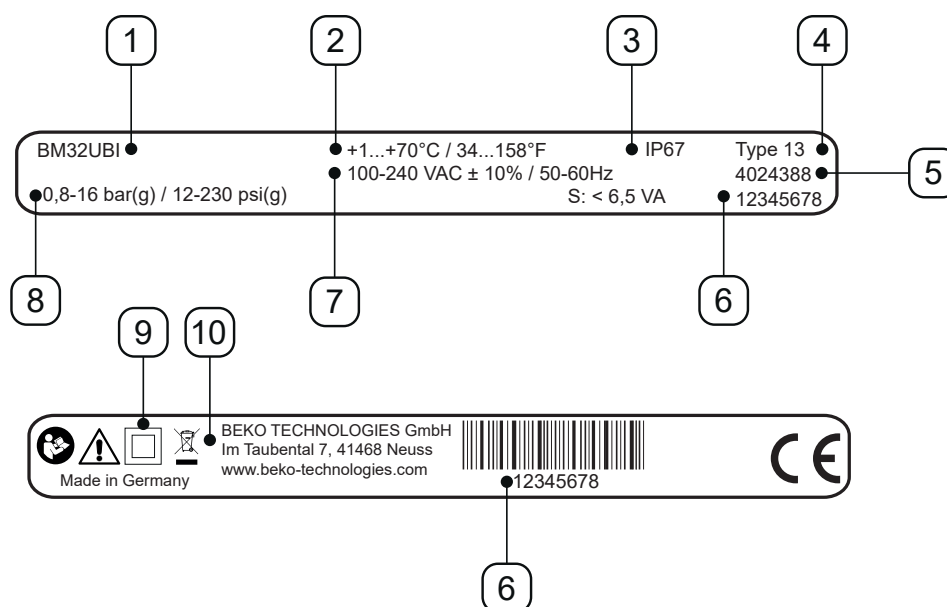 1 2 3 4
BM32UBI +1...+70°C / 34...158°F IP67 Type 13
100-240 VAC ± 10% / 50-60Hz 4024388 5
0,8-16 bar(g) / 12-230 psi(g) S: < 6,5 VA 12345678
8 7 6
9 10
BEKO TECHNOLOGIES GmbH
Im Taubental 7, 41468 Neuss
www.beko-technologies.com
Made in Germany
12345678
CE
6